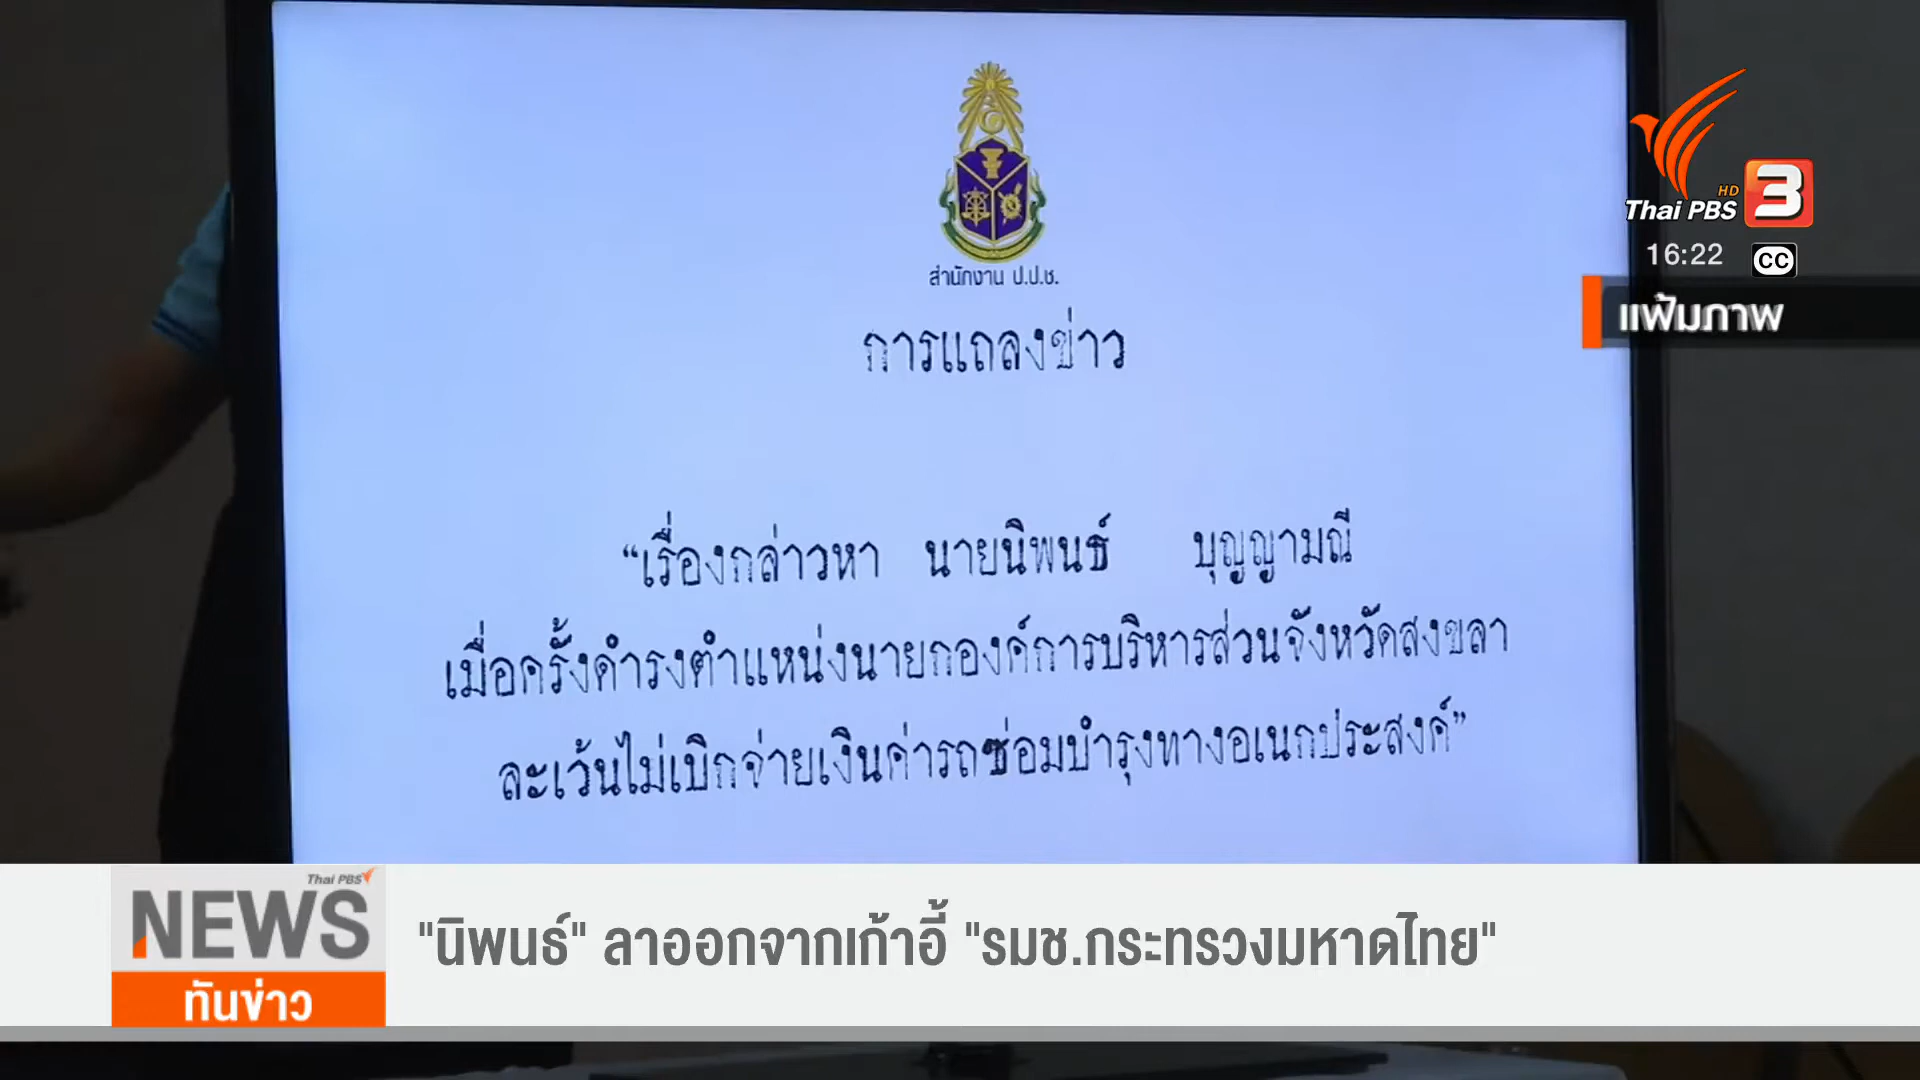 สำนักงาน ป.ป.ช.
การแถลงข่าว
“เรื่องกล่าวหา นายนิพนธ์ บุญญามณี
เมื่อครั้งดำรงตำแหน่งนายกองค์การบริหารส่วนจังหวัดสงขลา
ละเว้นไม่เบิกจ่ายเงินค่ารถซ่อมบำรุงทางอเนกประสงค์”
HD
Thai PBS 3
16:22 CC
แฟ้มภาพ
Thai PBS
NEWS
ทันข่าว
"นิพนธ์" ลาออกจากเก้าอี้ "รมช.กระทรวงมหาดไทย"